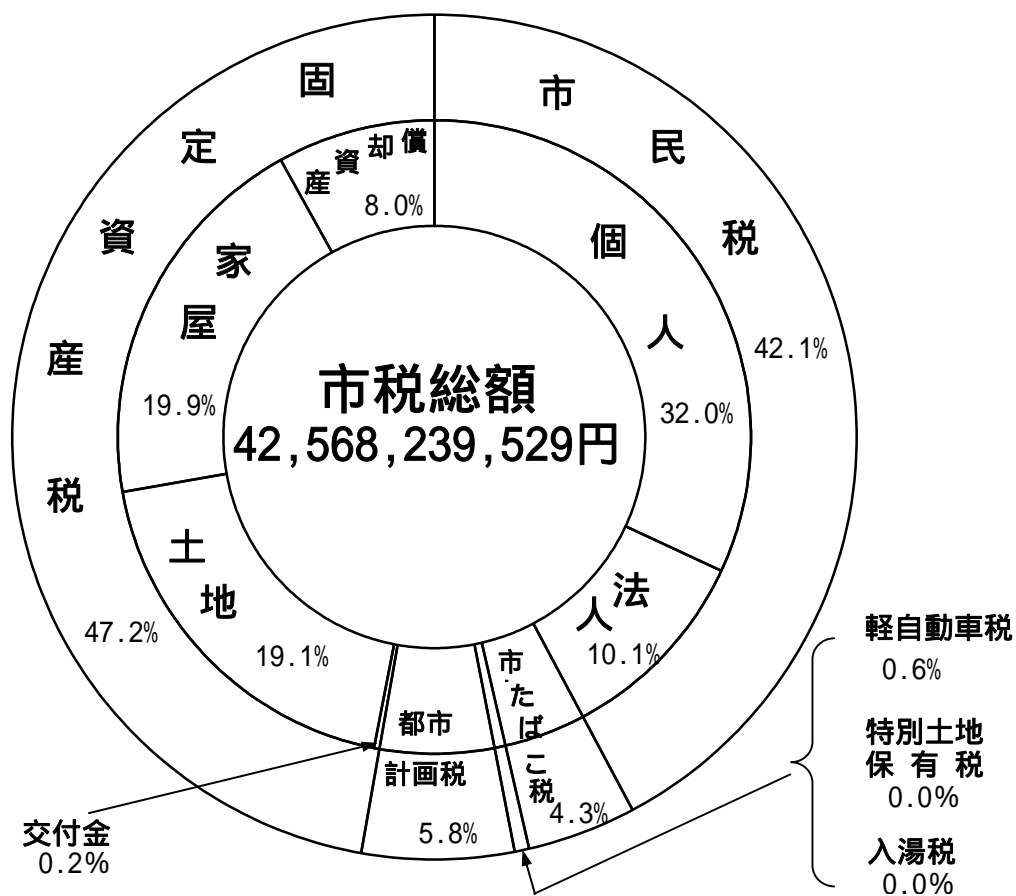 市税総額
42,568,239,529円
市民税
42.1%
個人
32.0%
法人
10.1%
市たばこ税
4.3%
軽自動車税
0.6%
特別土地
保有税
0.0%
入湯税
0.0%
都市
計画税
5.8%
交付金
0.2%
固定資産税
47.2%
土地
19.1%
家屋
19.9%
償却資産
8.0%